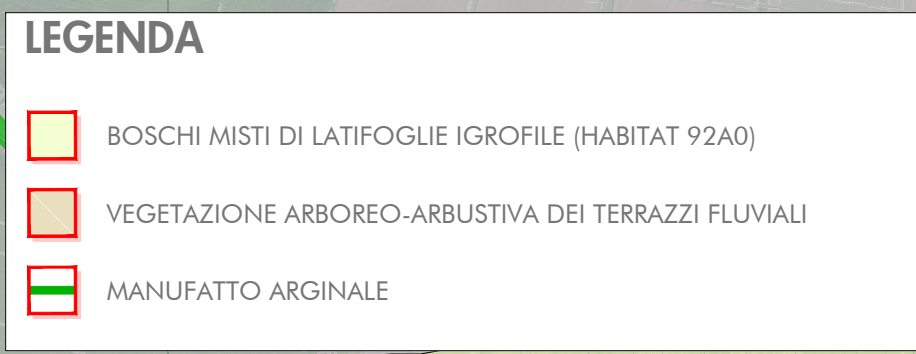 LEGENDA
BOSCHI MISTI DI LATIFOGLIE IGROFILE (HABITAT 92A0)
VEGETAZIONE ARBOREO-ARBUSTIVA DEI TERRAZZI FLUVIALI
MANUFATTO ARGINALE